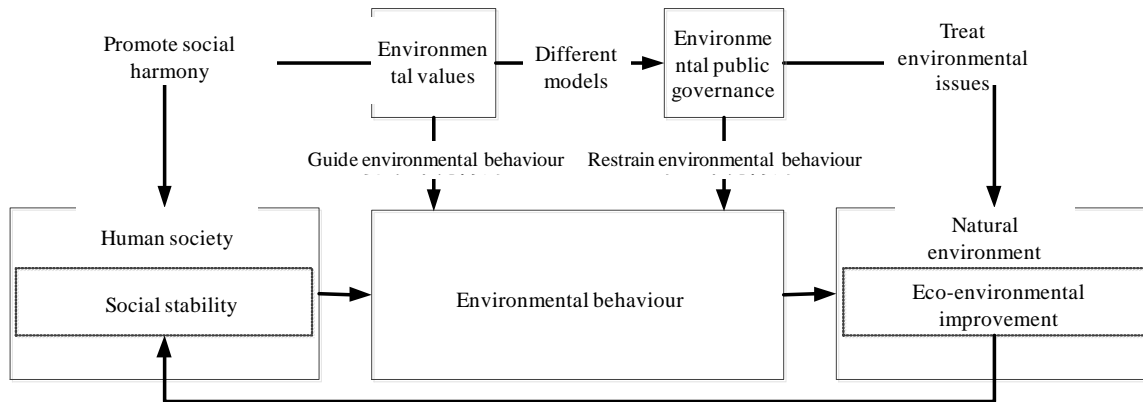 Promote social
harmony
Environmen
tal values
Different
models
Environme
ntal public
governance
Treat
environmental
issues
Guide environmental behaviour
Restrain environmental behaviour
Human society
Social stability
Environmental behaviour
Natural
environment
Eco-environmental
improvement